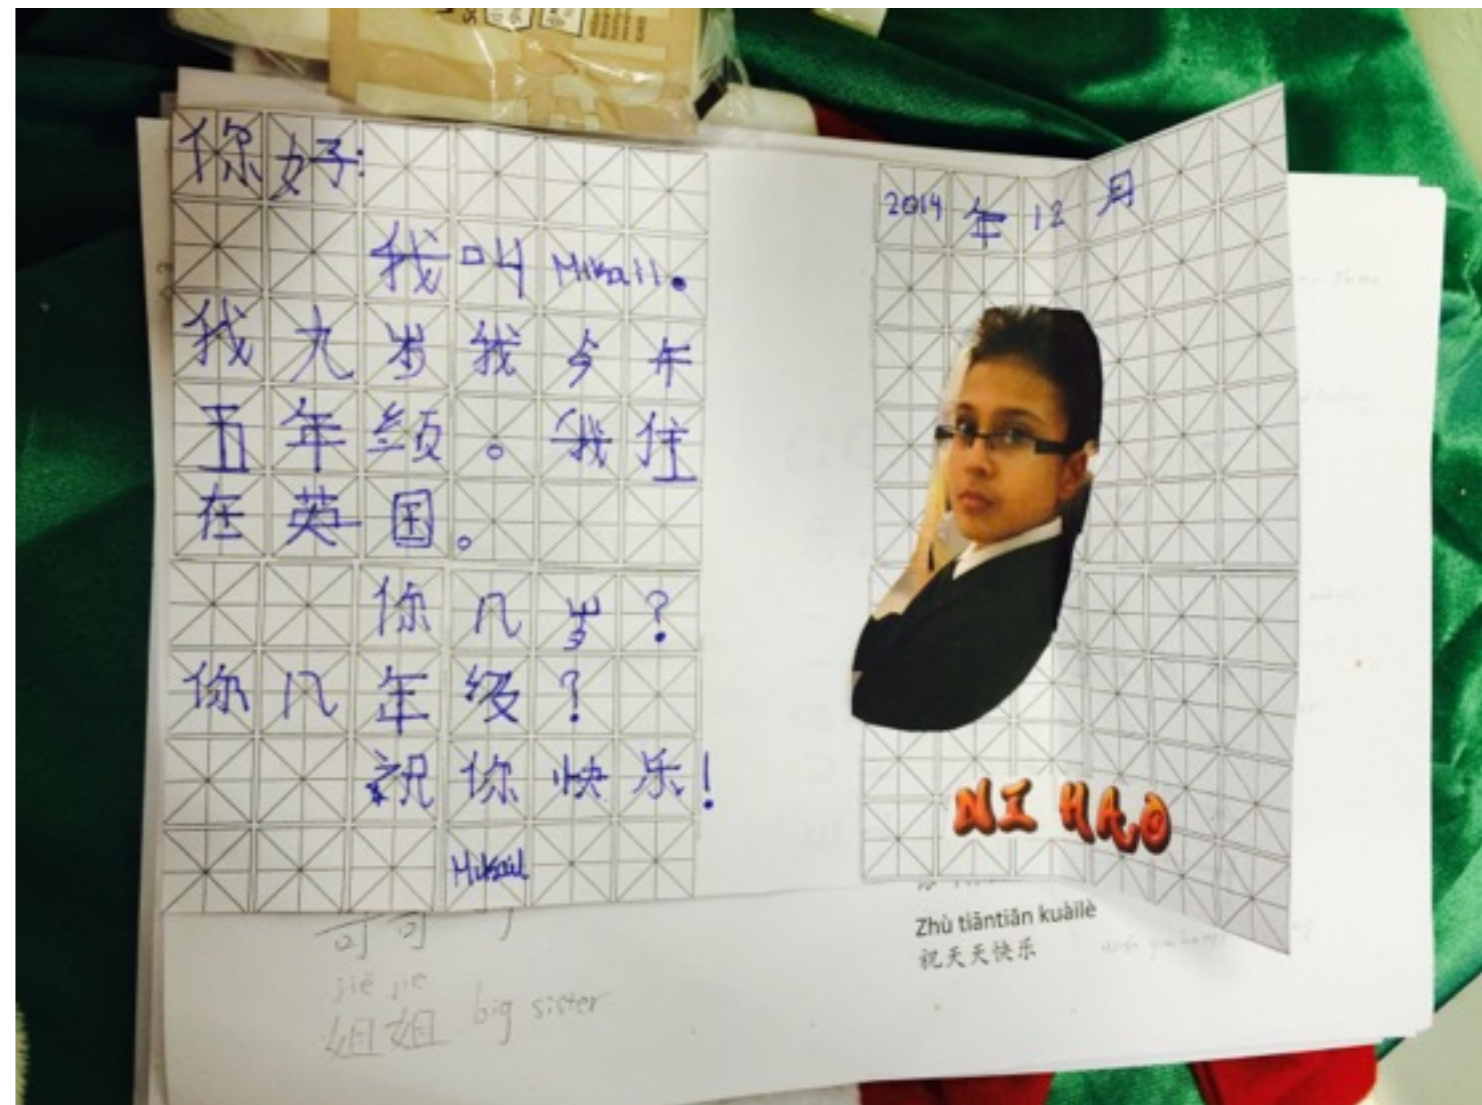 你好:
我叫 Mikail.
我九岁我今年
五年级。我住
在英国。
你几岁?
你几年级?
祝你快乐!
Mikail
2014 年 12 月
NI HAO
Zhù tiāntiān kuàilè
祝天天快乐
jiě jie
姐姐 big sister